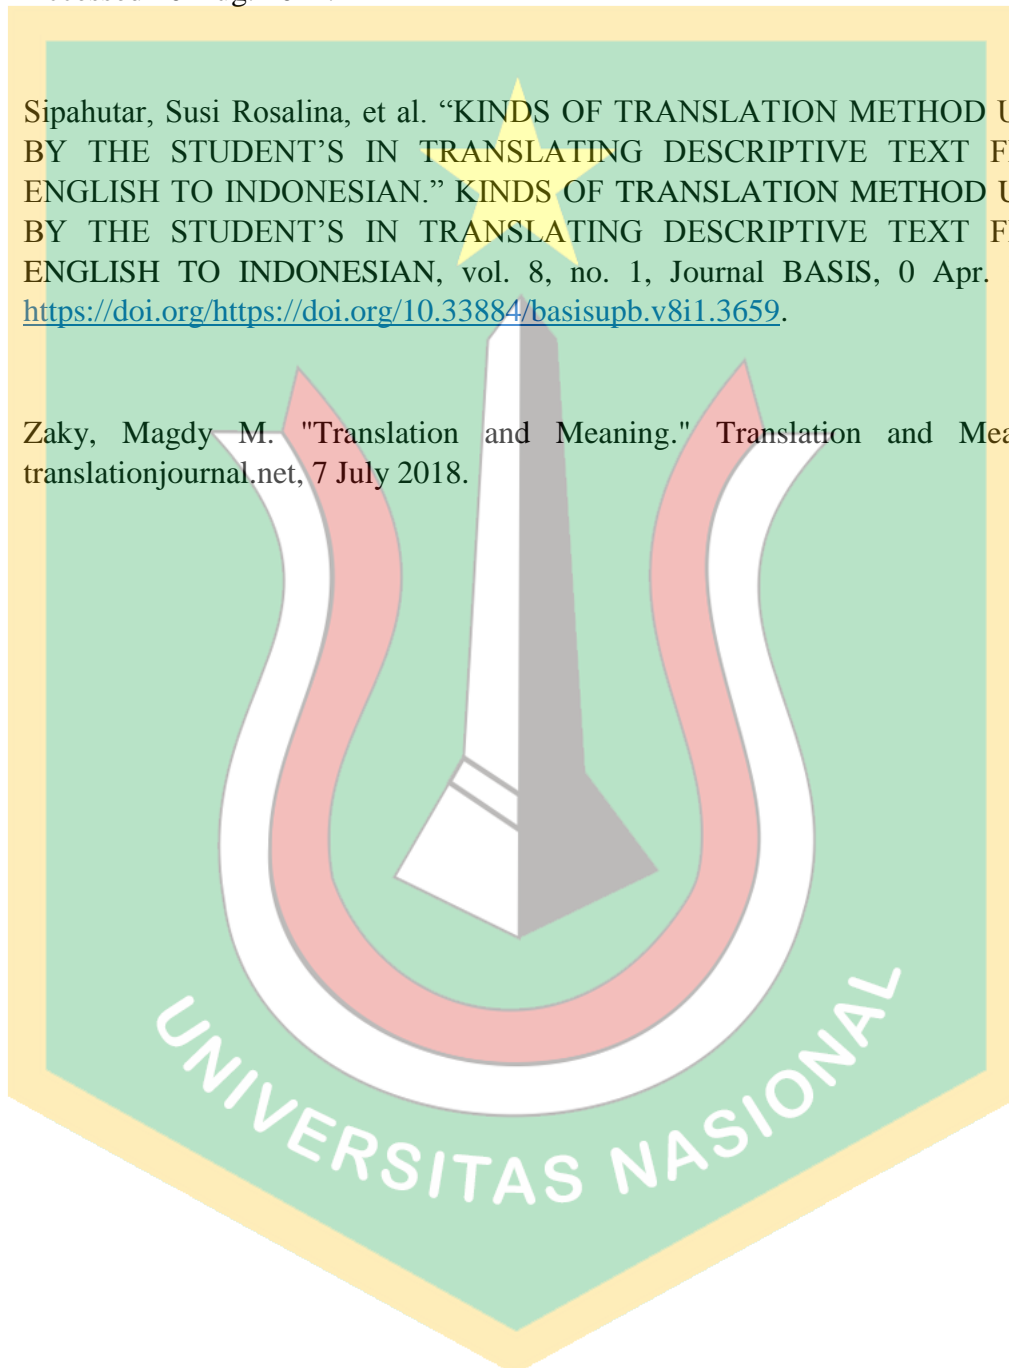 Sipahutar, Susi Rosalina, et al. “KINDS OF TRANSLATION METHOD
BY THE STUDENT’S IN TRANSLATING DESCRIPTIVE TEXT
ENGLISH TO INDONESIAN.” KINDS OF TRANSLATION METHOD
BY THE STUDENT’S IN TRANSLATING DESCRIPTIVE TEXT
ENGLISH TO INDONESIAN, vol. 8, no. 1, Journal BASIS, 0 Apr.
https://doi.org/https://doi.org/10.33884/basisupb.v8i1.3659.
Zaky, Magdy M. "Translation and Meaning." Translation and
translationjournal.net, 7 July 2018.
UNIVERSITAS NASIONAL